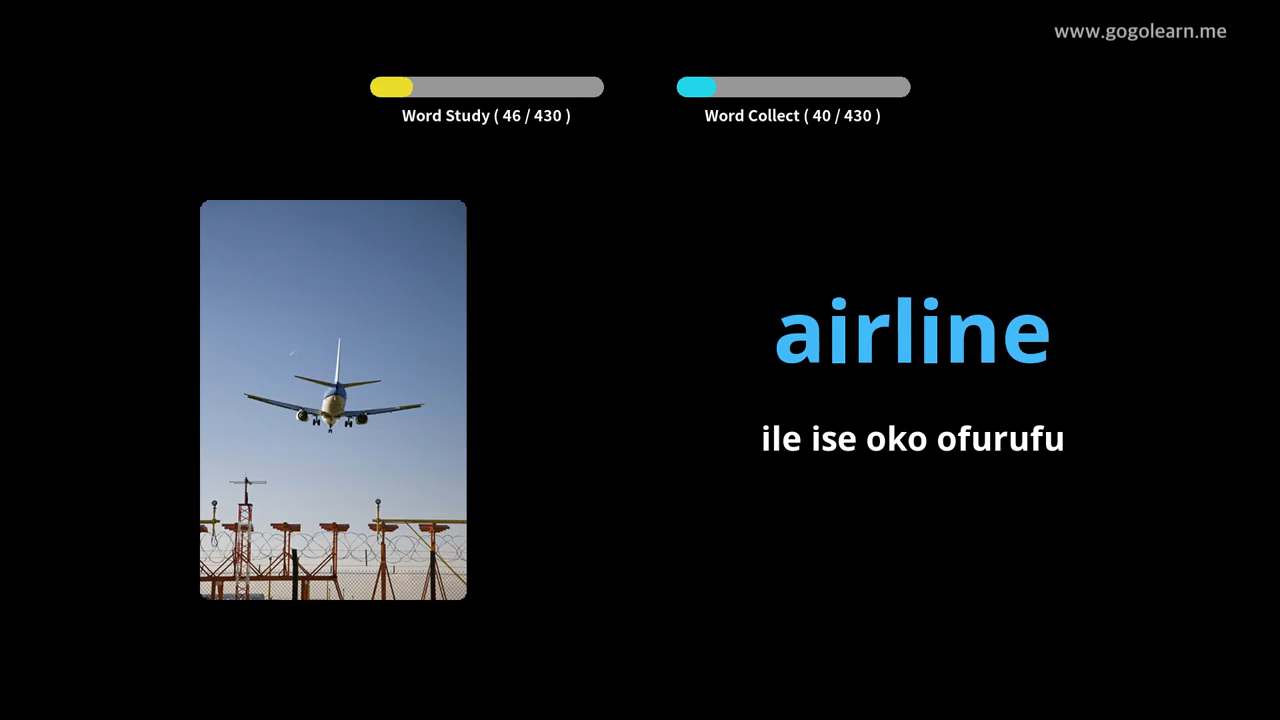 www.gogolearn.me
Word Study ( 46 / 430 )
Word Collect ( 40 / 430 )
airline
ile ise oko ofurufu